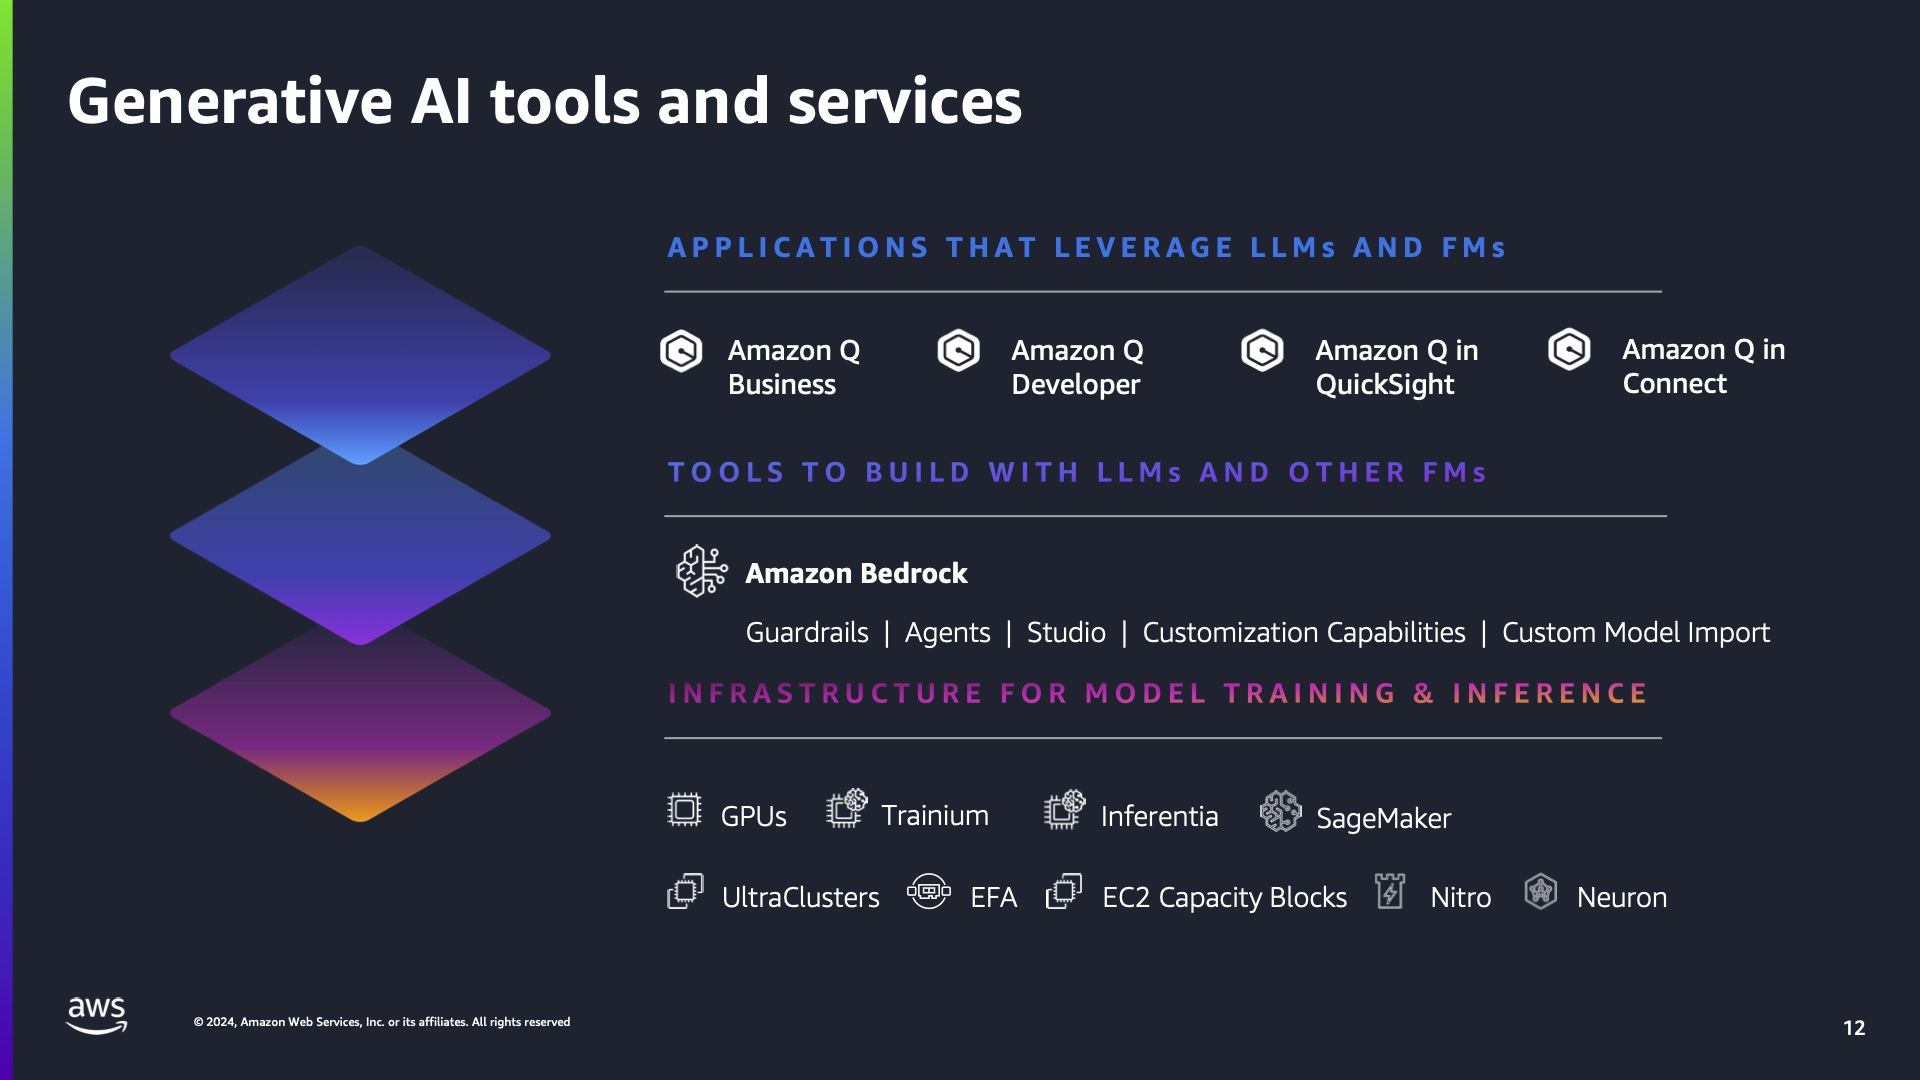 Generative AI tools and services
APPLICATIONS THAT LEVERAGE LLMs AND FMs
Amazon Q
Business
Amazon Q
Developer
Amazon Q in
QuickSight
Amazon Q in
Connect
TOOLS TO BUILD WITH LLMs AND OTHER FMs
Amazon Bedrock
Guardrails | Agents | Studio | Customization Capabilities | Custom Model Import
INFRASTRUCTURE FOR MODEL TRAINING & INFERENCE
GPUs Trainium Inferentia SageMaker
UltraClusters EFA EC2 Capacity Blocks Nitro Neuron
aws
© 2024, Amazon Web Services, Inc. or its affiliates. All rights reserved
12